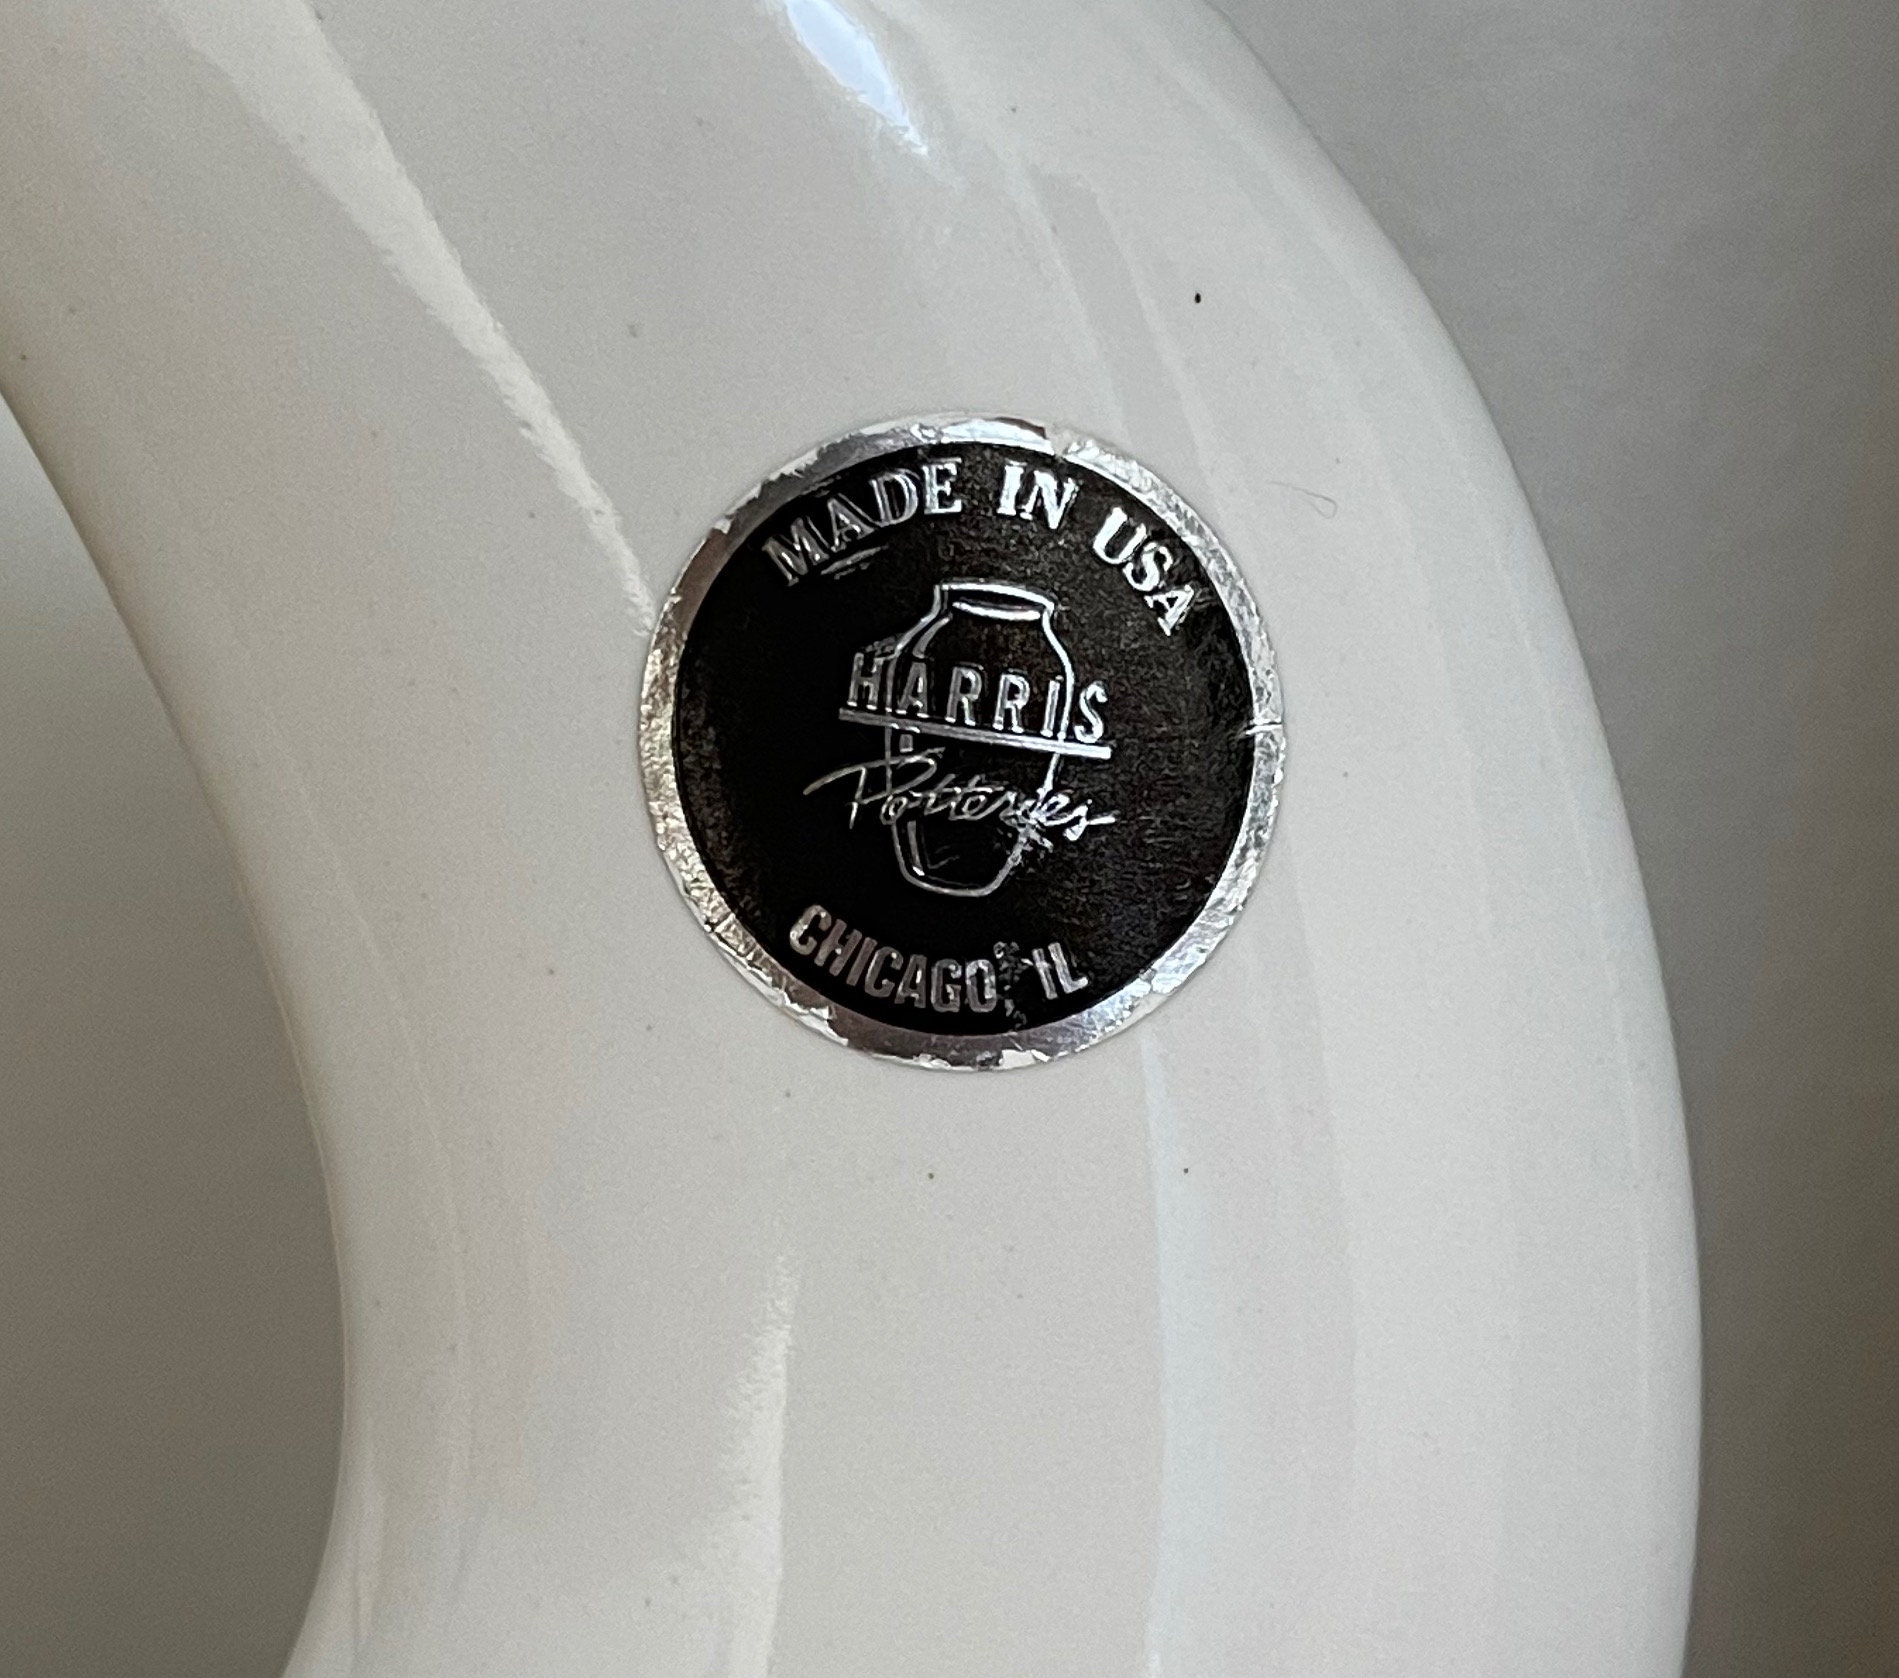 MADE IN USA
HARRIS
Potteries
CHICAGO, IL